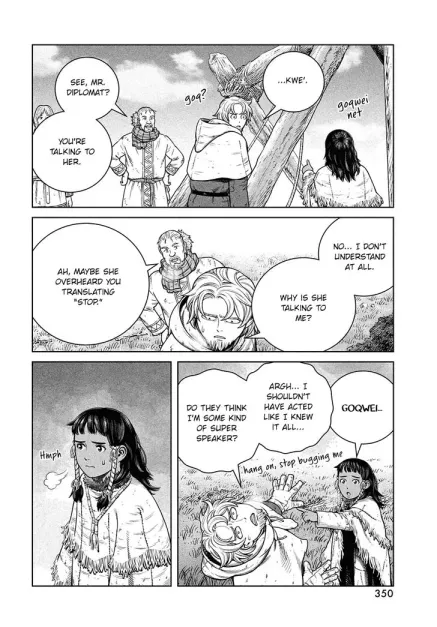 SEE, MR.
DIPLOMAT?
goq?
...KWE'.
goqwei
net
YOU'RE
TALKING TO
HER.
NO... I DON'T
UNDERSTAND
AT ALL.
WHY IS SHE
TALKING TO
ME?
AH, MAYBE SHE
OVERHEARD YOU
TRANSLATING
"STOP."
Hmph
GOQWEI...
ARGH... I
SHOULDN'T
HAVE ACTED
LIKE I KNEW
IT ALL...
DO THEY THINK
I'M SOME KIND
OF SUPER
SPEAKER?
hang on, stop bugging me
350